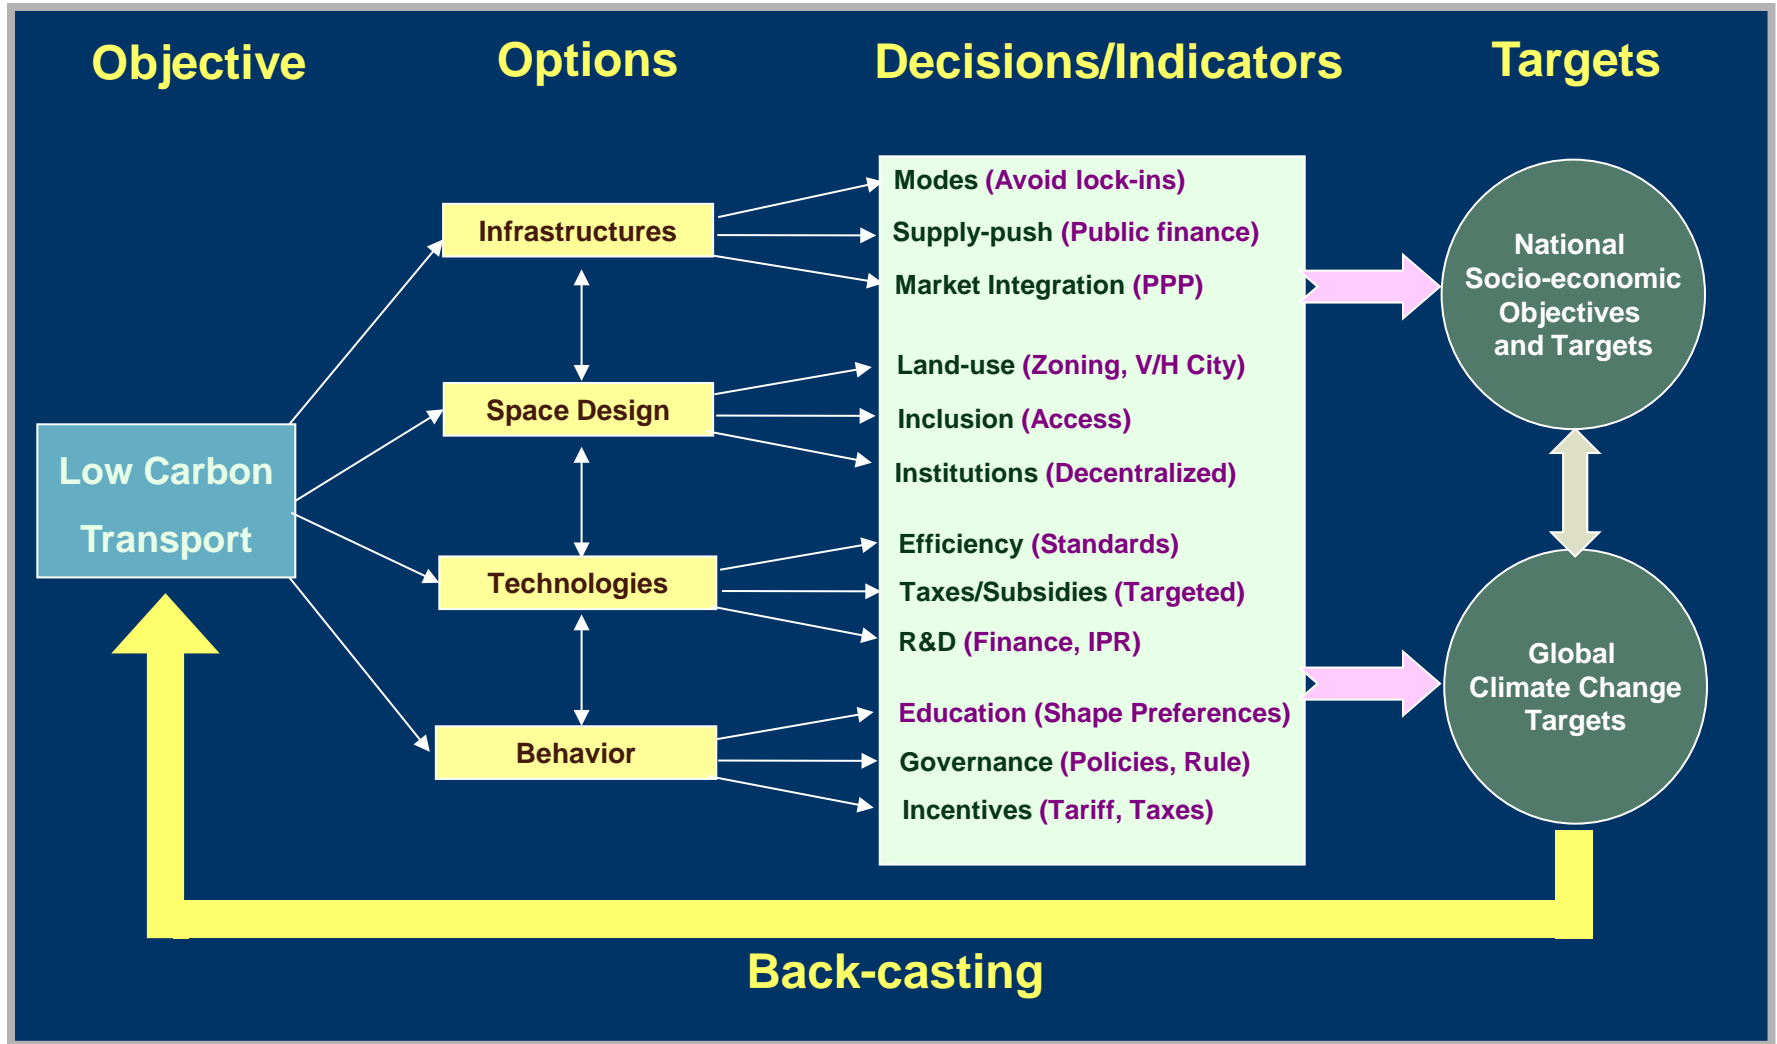 Objective
Options
Decisions/Indicators
Targets
Low Carbon
Transport
Infrastructures
Space Design
Technologies
Behavior
Modes (Avoid lock-ins)
Supply-push (Public finance)
Market Integration (PPP)
Land-use (Zoning, V/H City)
Inclusion (Access)
Institutions (Decentralized)
Efficiency (Standards)
Taxes/Subsidies (Targeted)
R&D (Finance, IPR)
Education (Shape Preferences)
Governance (Policies, Rule)
Incentives (Tariff, Taxes)
National
Socio-economic
Objectives
and Targets
Global
Climate Change
Targets
Back-casting